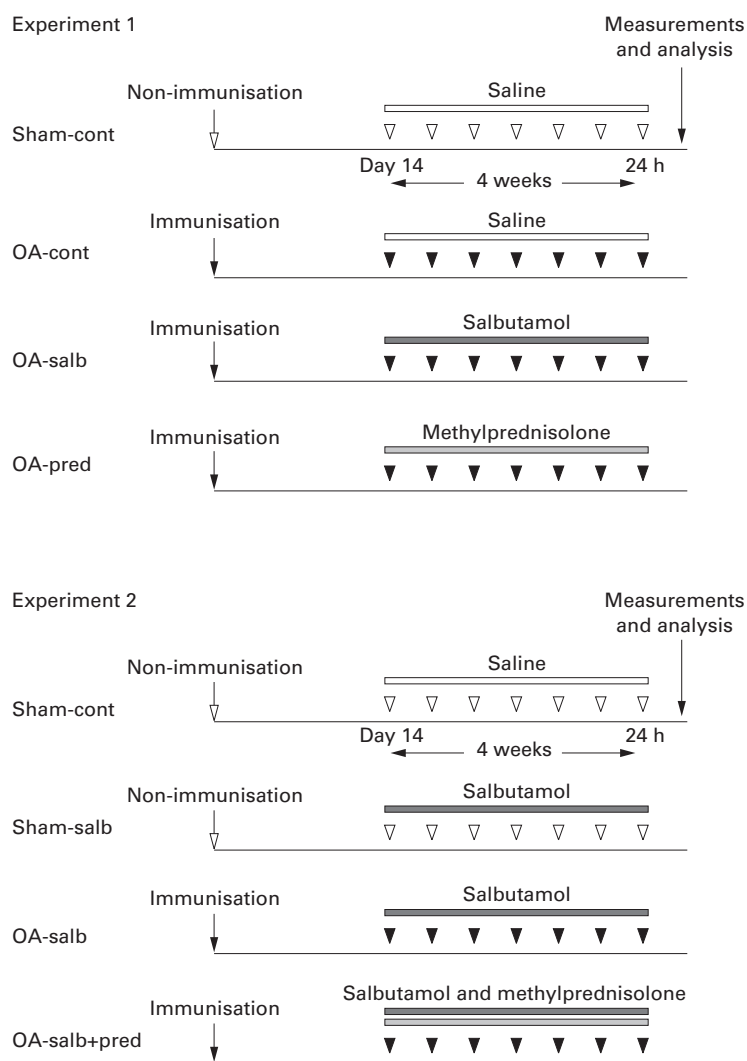 Experiment 1
Measurements
and analysis
Non-immunisation
Saline
Sham-cont
Day 14
24 h
4 weeks
Immunisation
Saline
OA-cont
Immunisation
Salbutamol
OA-salb
Immunisation
Methylprednisolone
OA-pred
Experiment 2
Measurements
and analysis
Non-immunisation
Saline
Sham-cont
Day 14
24 h
4 weeks
Non-immunisation
Salbutamol
Sham-salb
Immunisation
Salbutamol
OA-salb
Salbutamol and methylprednisolone
Immunisation
OA-salb+pred